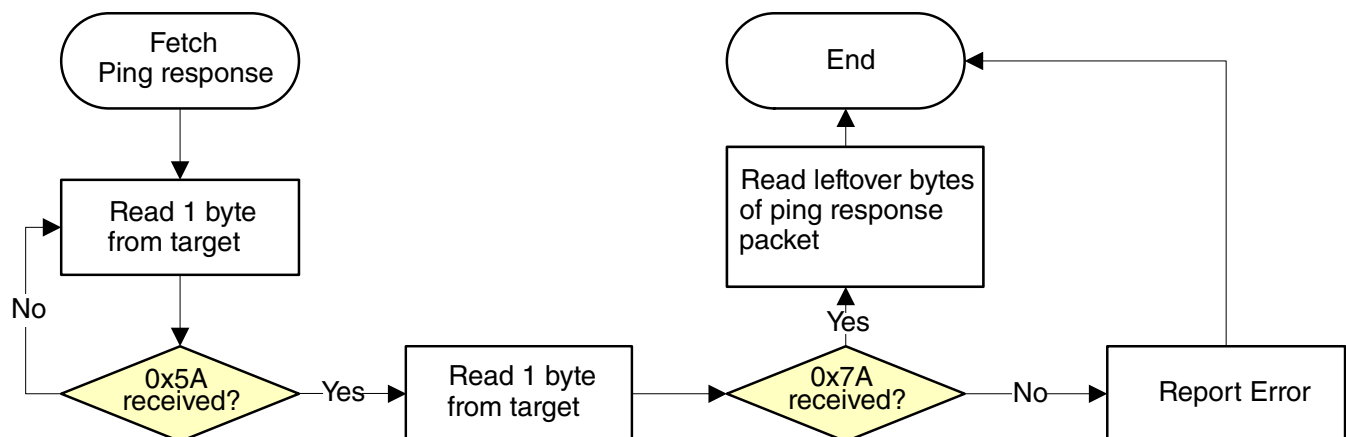 Fetch
Ping response
Read 1 byte
from target
No
0x5A
received?
Yes
Read 1 byte
from target
0x7A
received?
Yes
Read leftover bytes
of ping response
packet
End
No
Report Error